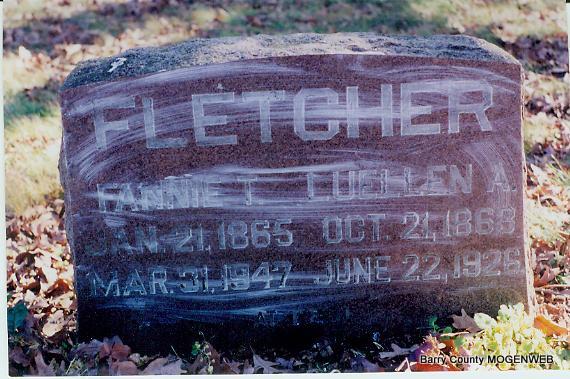 FLETCHER
FANNIE T. LUELLEN A.
JAN. 21, 1865 OCT. 21, 1868
MAR. 31, 1947 JUNE 22, 1926
Barry County MOGENWEB